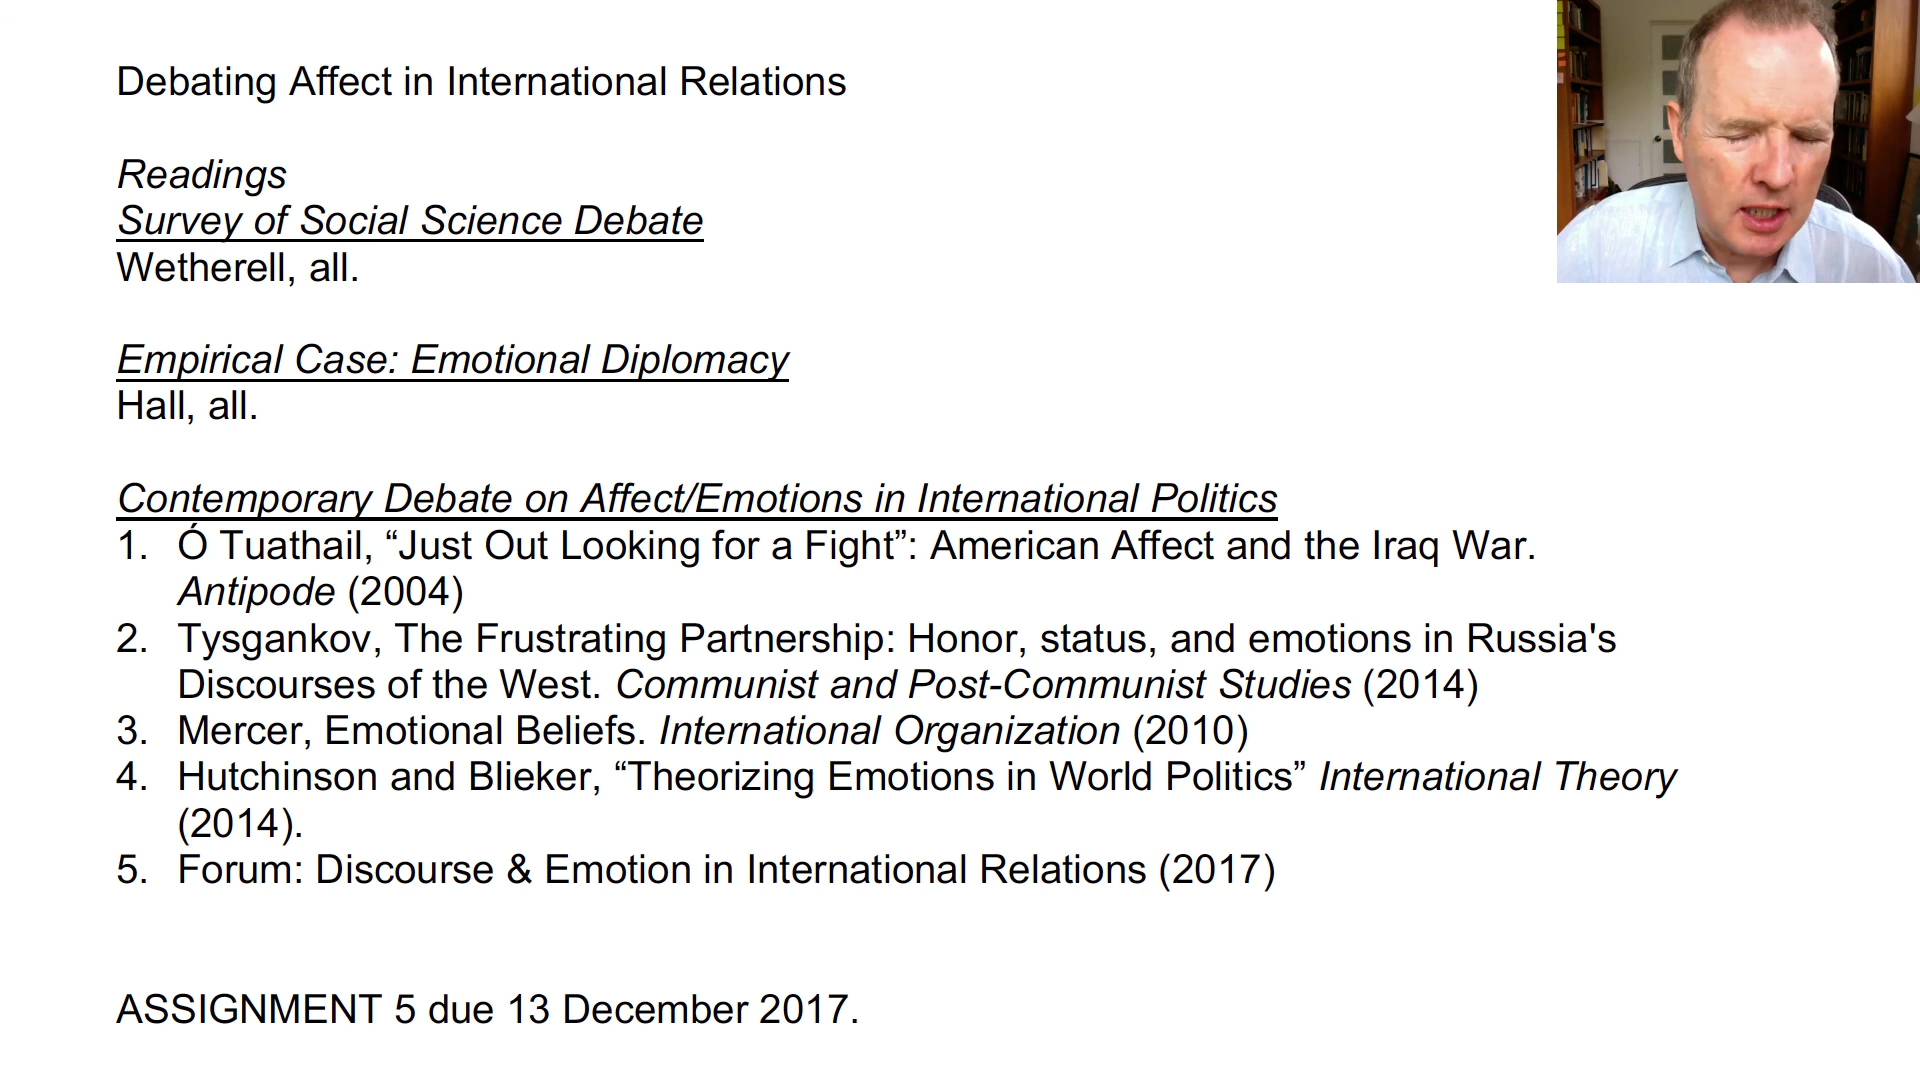 Debating Affect in International Relations
Readings
Survey of Social Science Debate
Wetherell, all.
Empirical Case: Emotional Diplomacy
Hall, all.
Contemporary Debate on Affect/Emotions in International Politics
1. Ó Tuathail, “Just Out Looking for a Fight”: American Affect and the Iraq War.
Antipode (2004)
2. Tysgankov, The Frustrating Partnership: Honor, status, and emotions in Russia's
Discourses of the West. Communist and Post-Communist Studies (2014)
3. Mercer, Emotional Beliefs. International Organization (2010)
4. Hutchinson and Blieker, “Theorizing Emotions in World Politics” International Theory
(2014).
5. Forum: Discourse & Emotion in International Relations (2017)
ASSIGNMENT 5 due 13 December 2017.